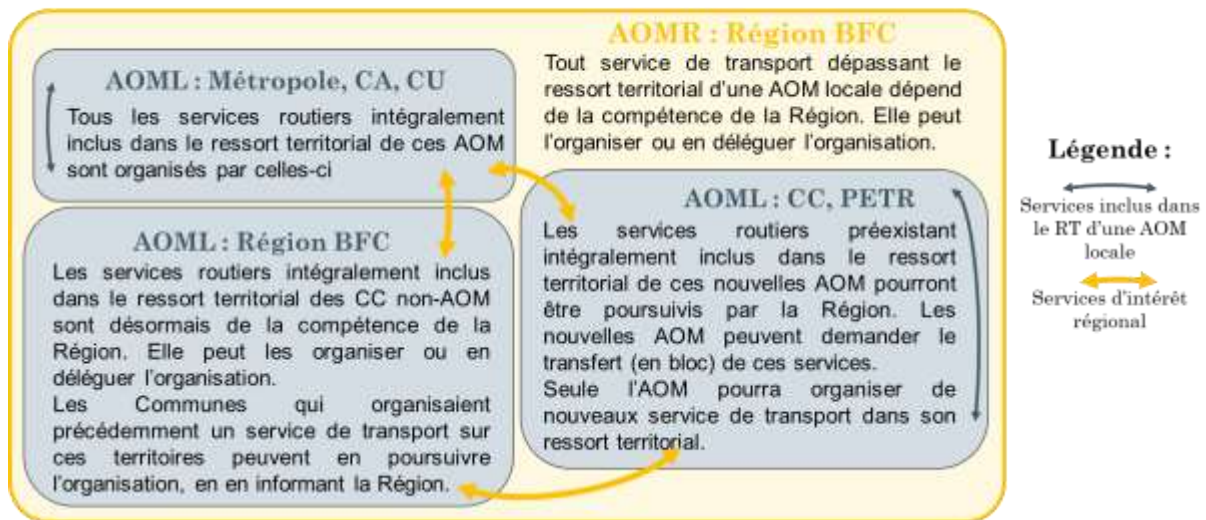 AOMR : Région BFC
Tout service de transport dépassant le
ressort territorial d'une AOM locale dépend
de la compétence de la Région. Elle peut
l'organiser ou en déléguer l'organisation.
AOML : Métropole, CA, CU
Tous les services routiers intégralement
inclus dans le ressort territorial de ces AOM
sont organisés par celles-ci
AOML : Région BFC
Les services routiers intégralement inclus
dans le ressort territorial des CC non-AOM
sont désormais de la compétence de la
Région. Elle peut les organiser ou en
déléguer l'organisation.
Les Communes qui organisaient
précédemment un service de transport sur
ces territoires peuvent en poursuivre
l'organisation, en en informant la Région.
AOML : CC, PETR
Les services routiers préexistant
intégralement inclus dans le ressort
territorial de ces nouvelles AOM pourront
être poursuivis par la Région. Les
nouvelles AOM peuvent demander le
transfert (en bloc) de ces services.
Seule l'AOM pourra organiser de
nouveaux service de transport dans son
ressort territorial.
Légende :
Services inclus dans
le RT d'une AOM
locale
Services d'intérêt
régional